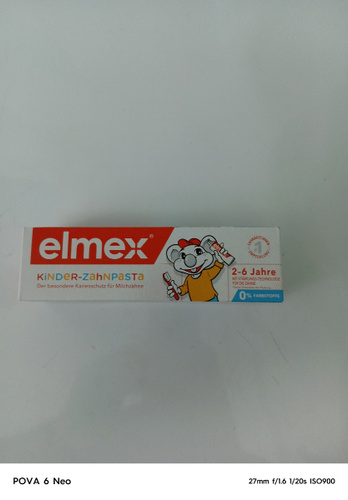 elmex
KiNDER-ZAHNPASTA
Der besondere Kariesschutz für Milchzähne
2-6 Jahre
0% FARBSTOFFE
POVA 6 Neo
27mm f/1.6 1/20s ISO900